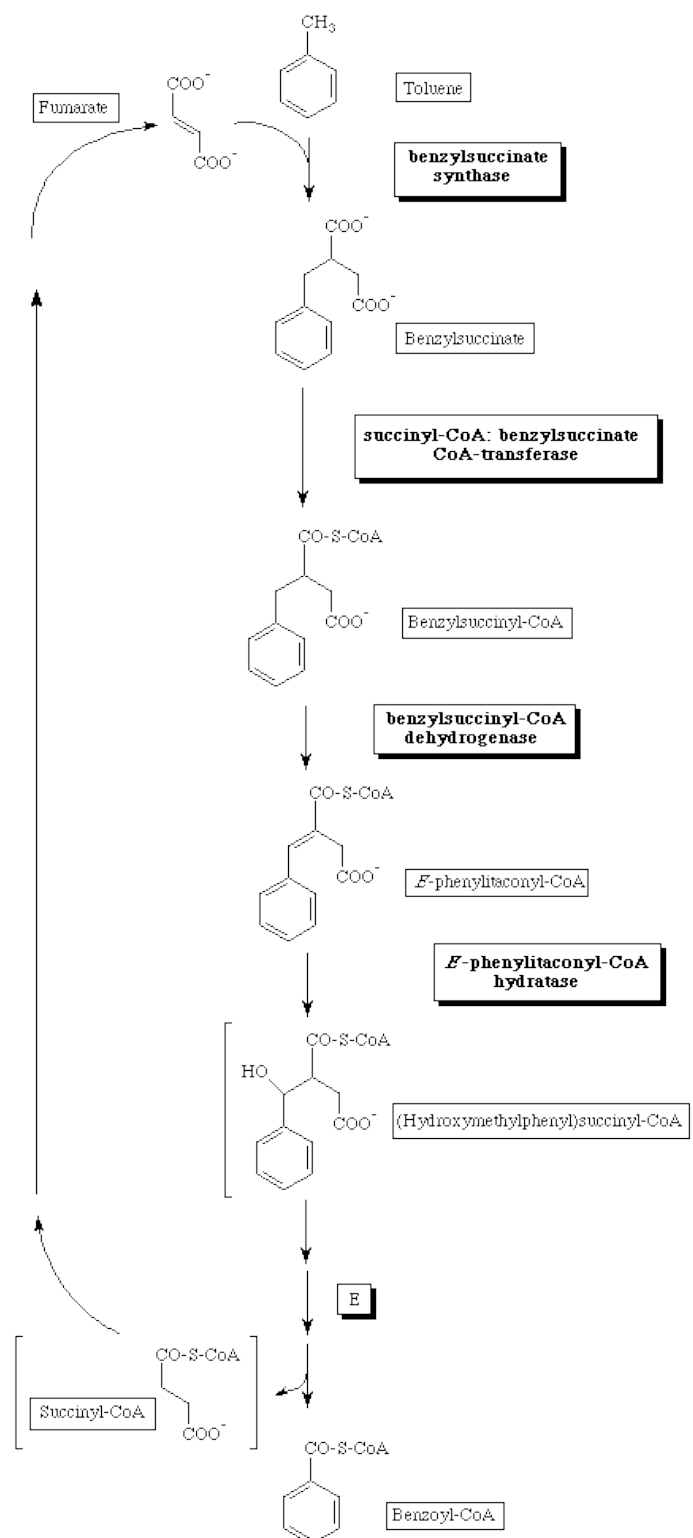 CH3
COO-
Fumarate
Toluene
COO-
benzylsuccinate
synthase
COO-
COO-
Benzylsuccinate
succinyl-CoA: benzylsuccinate
CoA-transferase
CO-S-CoA
COO-
Benzylsuccinyl-CoA
benzylsuccinyl-CoA
dehydrogenase
CO-S-CoA
COO-
E-phenylitaconyl-CoA
E-phenylitaconyl-CoA
hydratase
CO-S-CoA
HO
COO-
(Hydroxymethylphenyl)succinyl-CoA
E
CO-S-CoA
Succinyl-CoA
COO-
CO-S-CoA
Benzoyl-CoA